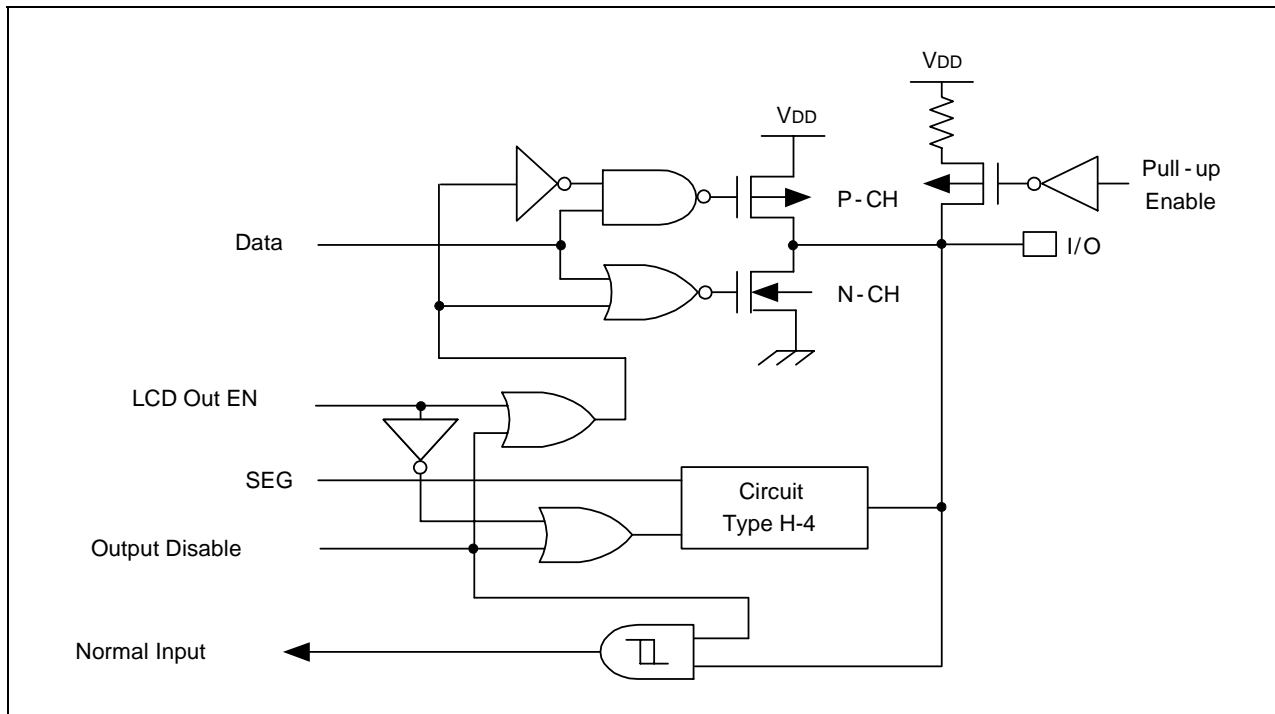 VDD
VDD
Pull-up
Enable
P-CH
Data
I/O
N-CH
LCD Out EN
SEG
Circuit
Type H-4
Output Disable
Normal Input